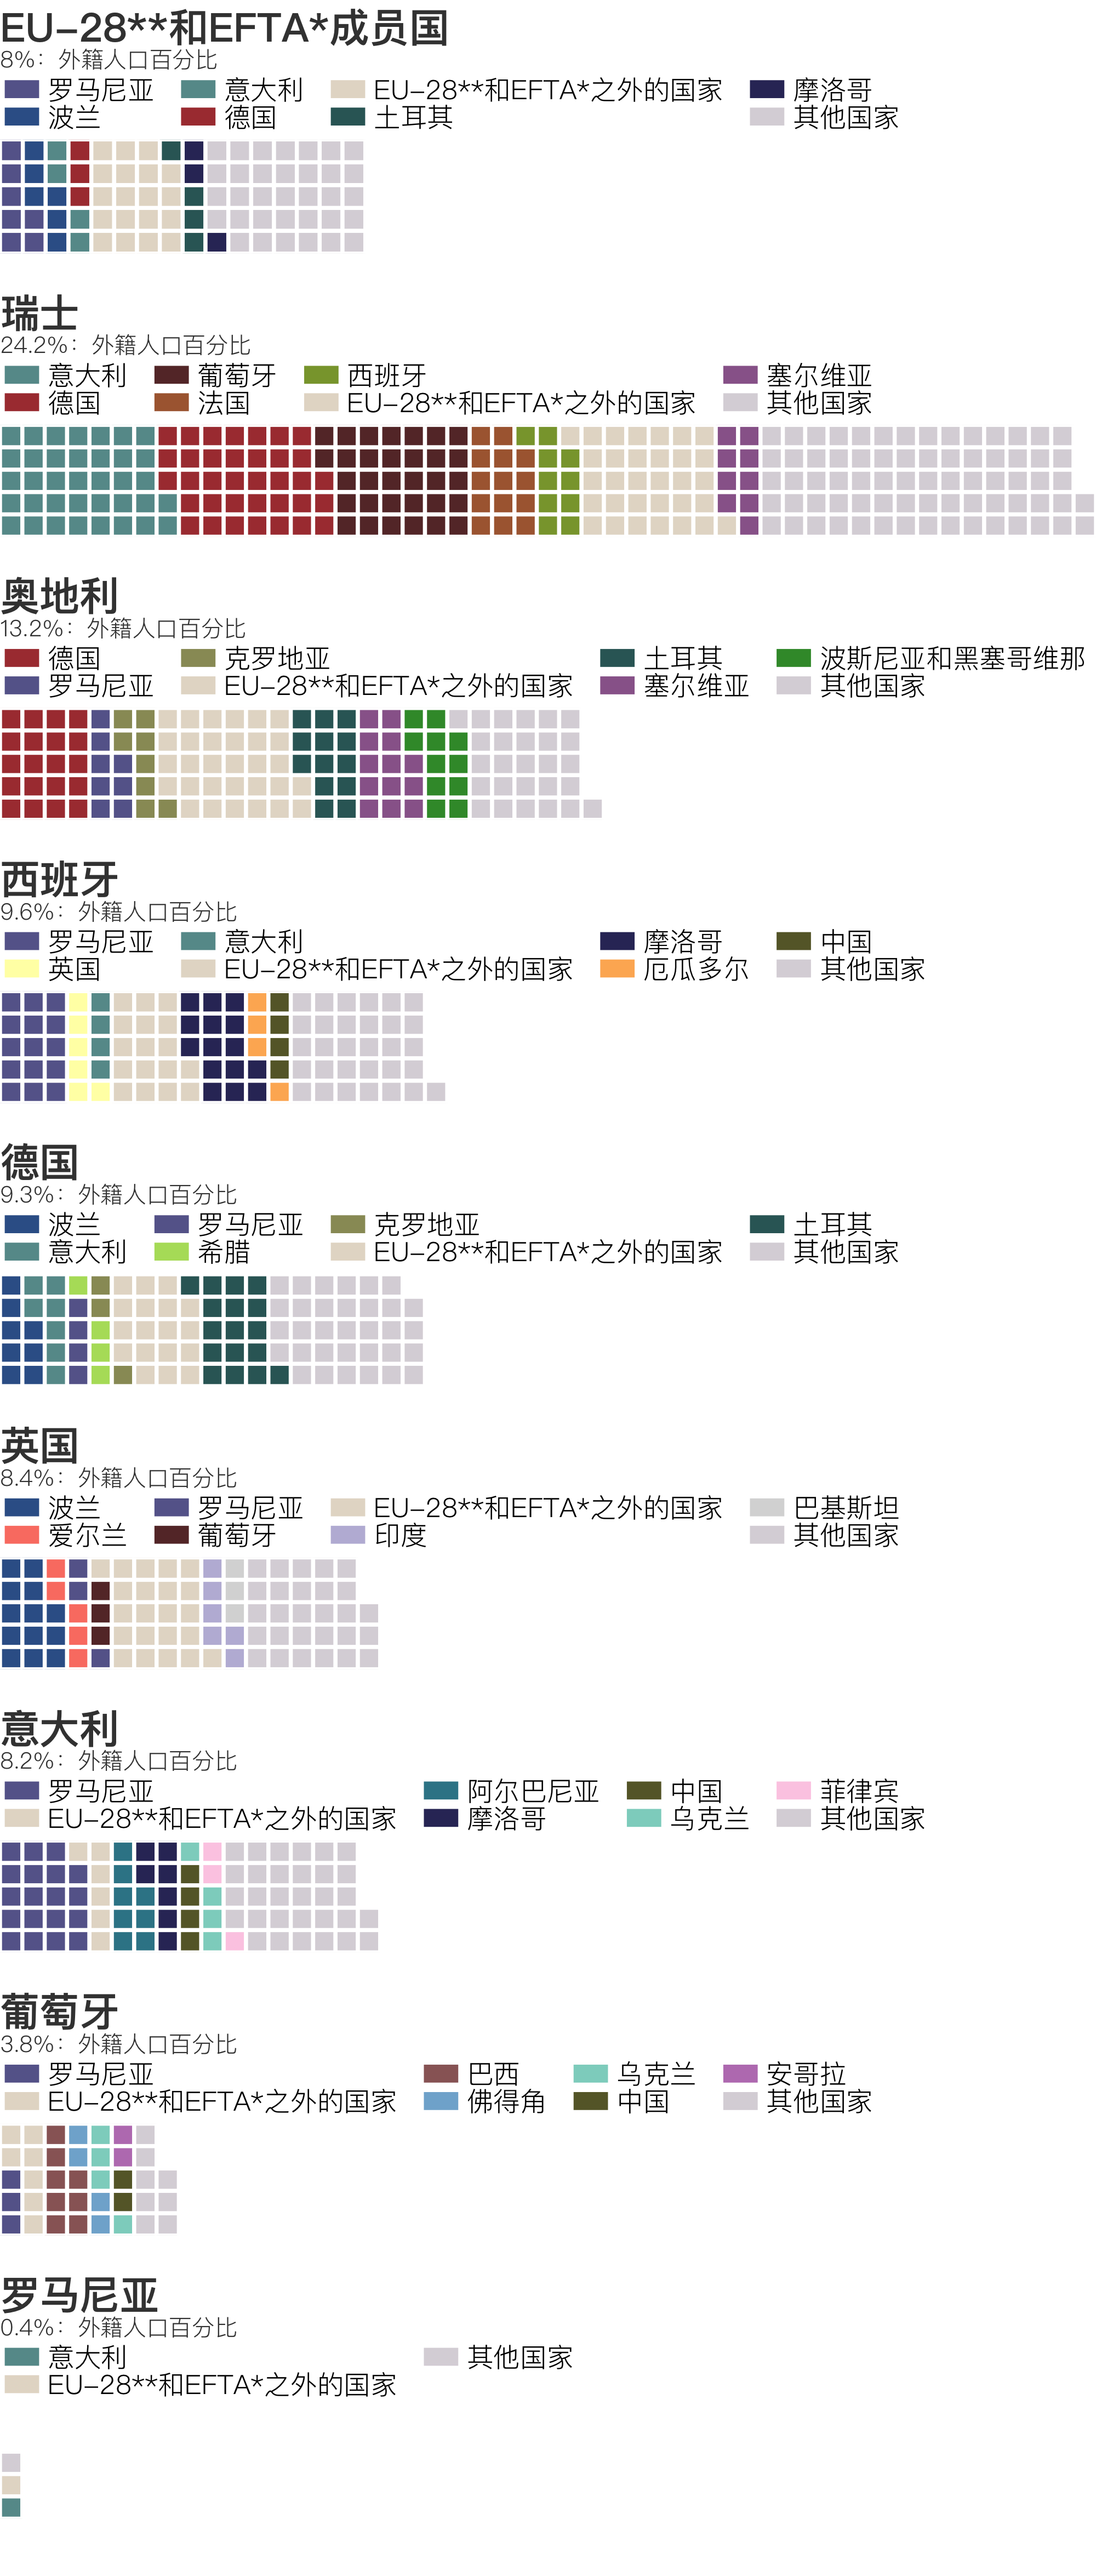 EU-28**和EFTA*成员国
8%：外籍人口百分比
罗马尼亚 意大利 EU-28**和EFTA*之外的国家 摩洛哥
波兰 德国 土耳其 其他国家
瑞士
24.2%：外籍人口百分比
意大利 葡萄牙 西班牙 塞尔维亚
德国 法国 EU-28**和EFTA*之外的国家 其他国家
奥地利
13.2%：外籍人口百分比
德国 克罗地亚 土耳其 波斯尼亚和黑塞哥维那
罗马尼亚 EU-28**和EFTA*之外的国家 塞尔维亚 其他国家
西班牙
9.6%：外籍人口百分比
罗马尼亚 意大利 摩洛哥 中国
英国 EU-28**和EFTA*之外的国家 厄瓜多尔 其他国家
德国
9.3%：外籍人口百分比
波兰 罗马尼亚 克罗地亚 土耳其
意大利 希腊 EU-28**和EFTA*之外的国家 其他国家
英国
8.4%：外籍人口百分比
波兰 罗马尼亚 EU-28**和EFTA*之外的国家 巴基斯坦
爱尔兰 葡萄牙 印度 其他国家
意大利
8.2%：外籍人口百分比
罗马尼亚 阿尔巴尼亚 中国 菲律宾
EU-28**和EFTA*之外的国家 摩洛哥 乌克兰 其他国家
葡萄牙
3.8%：外籍人口百分比
罗马尼亚 巴西 乌克兰 安哥拉
EU-28**和EFTA*之外的国家 佛得角 中国 其他国家
罗马尼亚
0.4%：外籍人口百分比
意大利 其他国家
EU-28**和EFTA*之外的国家